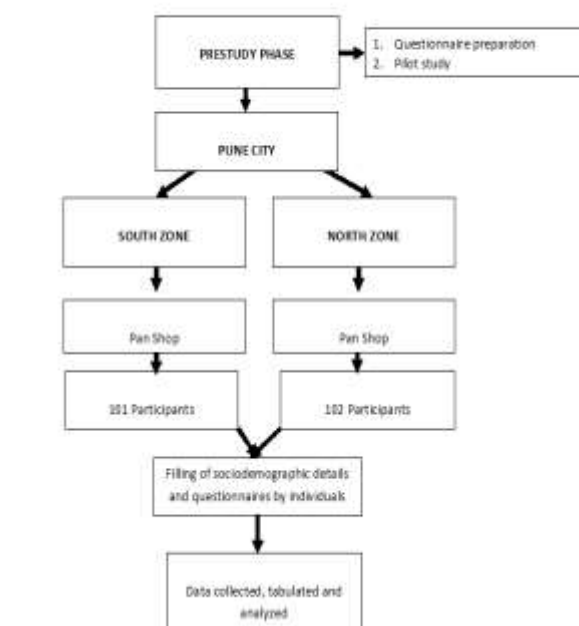 PRESTUDY PHASE
1. Questionnaire preparation
2. Pilot study
PUNE CITY
SOUTH ZONE
NORTH ZONE
Pan Shop
Pan Shop
101 Participants
102 Participants
Filling of sociodemographic details
and questionnaires by individuals
Data collected, tabulated and
analyzed